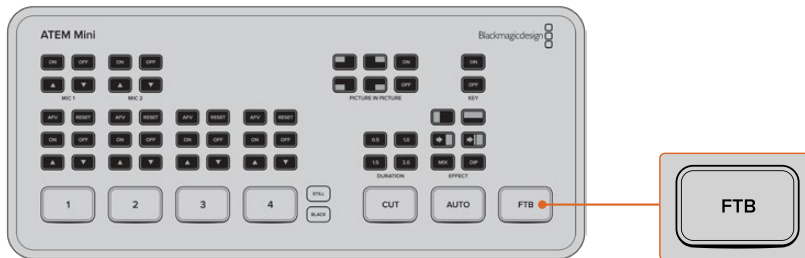 ATEM Mini
Blackmagicdesign
ON OFF ON OFF ON ON
OFF OFF
MIC 1 MIC 2 PICTURE IN PICTURE KEY
AFV RESET AFV RESET AFV RESET AFV RESET
ON OFF ON OFF ON OFF ON OFF 0.5 1.0
1.5 2.0 MIX DIP
DURATION EFFECT
1 2 3 4 STILL BLACK CUT AUTO FTB
FTB